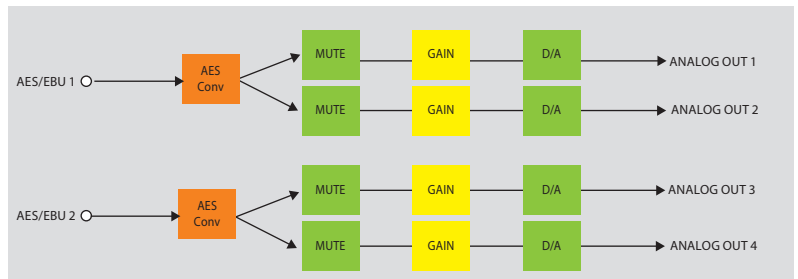 MUTE GAIN D/A ANALOG OUT 1
AES/EBU 1 AES
Conv
MUTE GAIN D/A ANALOG OUT 2
MUTE GAIN D/A ANALOG OUT 3
AES/EBU 2 AES
Conv
MUTE GAIN D/A ANALOG OUT 4